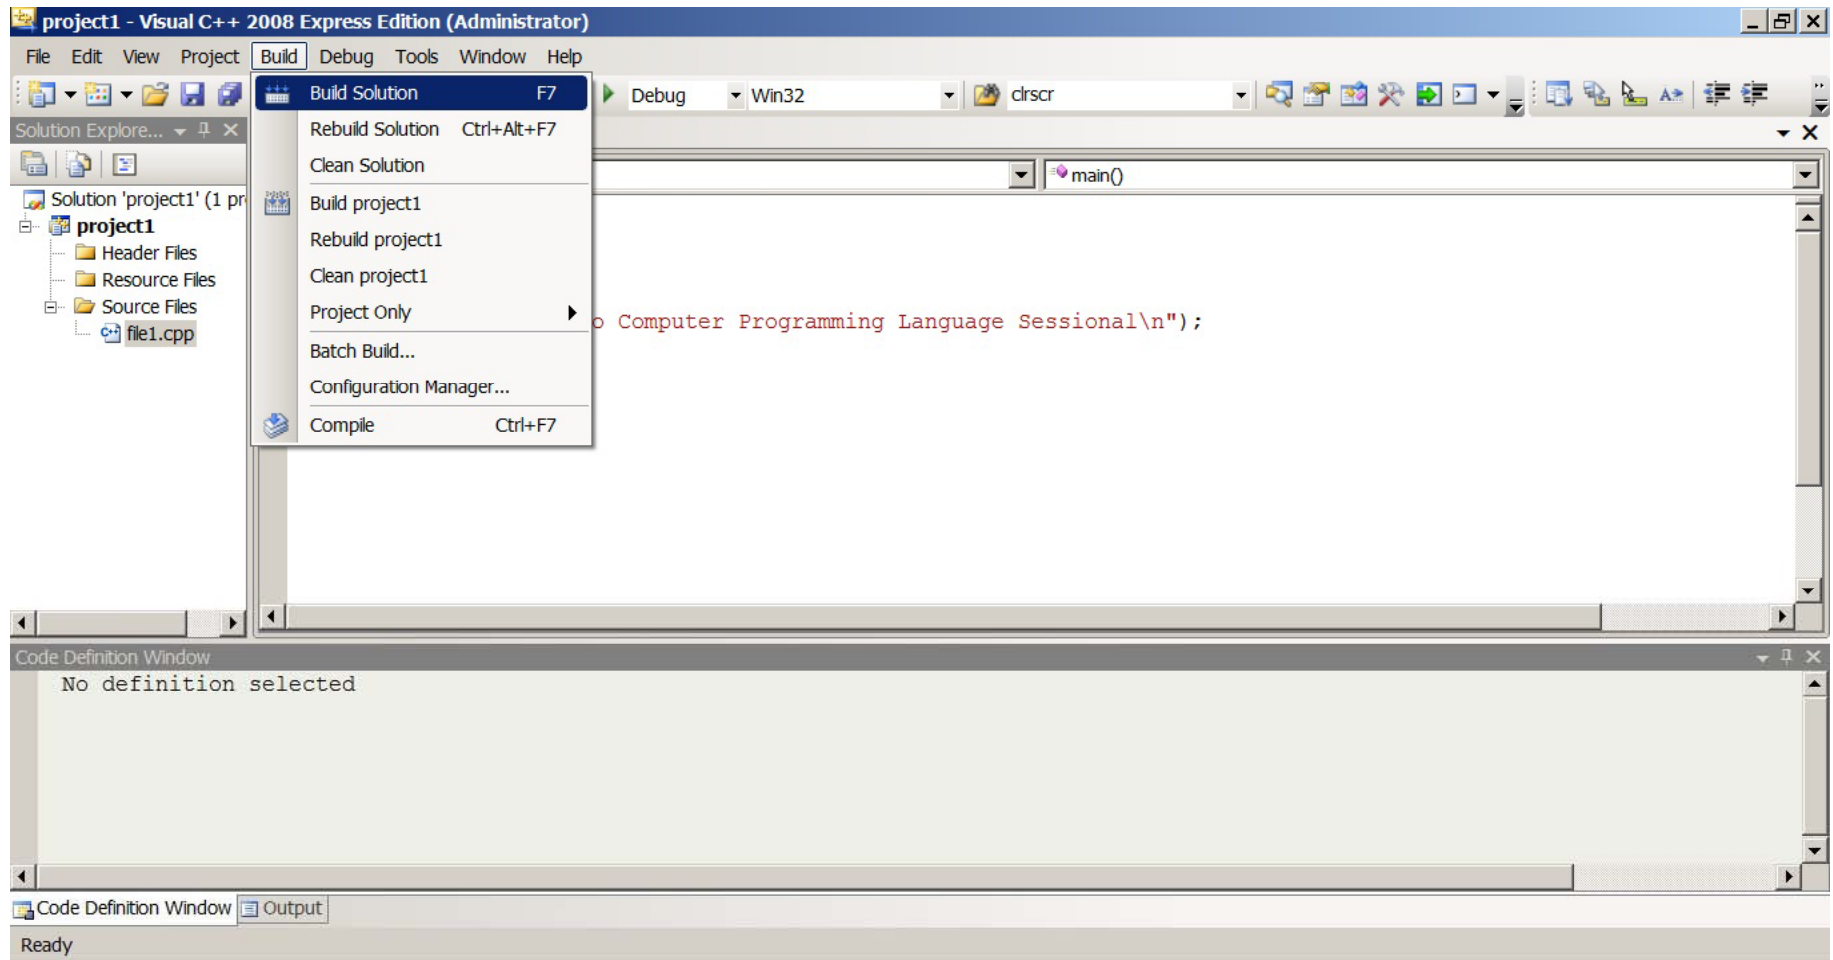 project1 - Visual C++ 2008 Express Edition (Administrator)
File Edit View Project Build Debug Tools Window Help
Build Solution F7
Debug Win32 clrscr
Solution Explore...
Rebuild Solution Ctrl+Alt+F7
Clean Solution
main()
Solution 'project1' (1 pr
Build project1
project1
Rebuild project1
Header Files
Clean project1
Resource Files
Source Files
Project Only
o Computer Programming Language Sessional\n");
file1.cpp
Batch Build...
Configuration Manager...
Compile Ctrl+F7
Code Definition Window
No definition selected
Code Definition Window Output
Ready